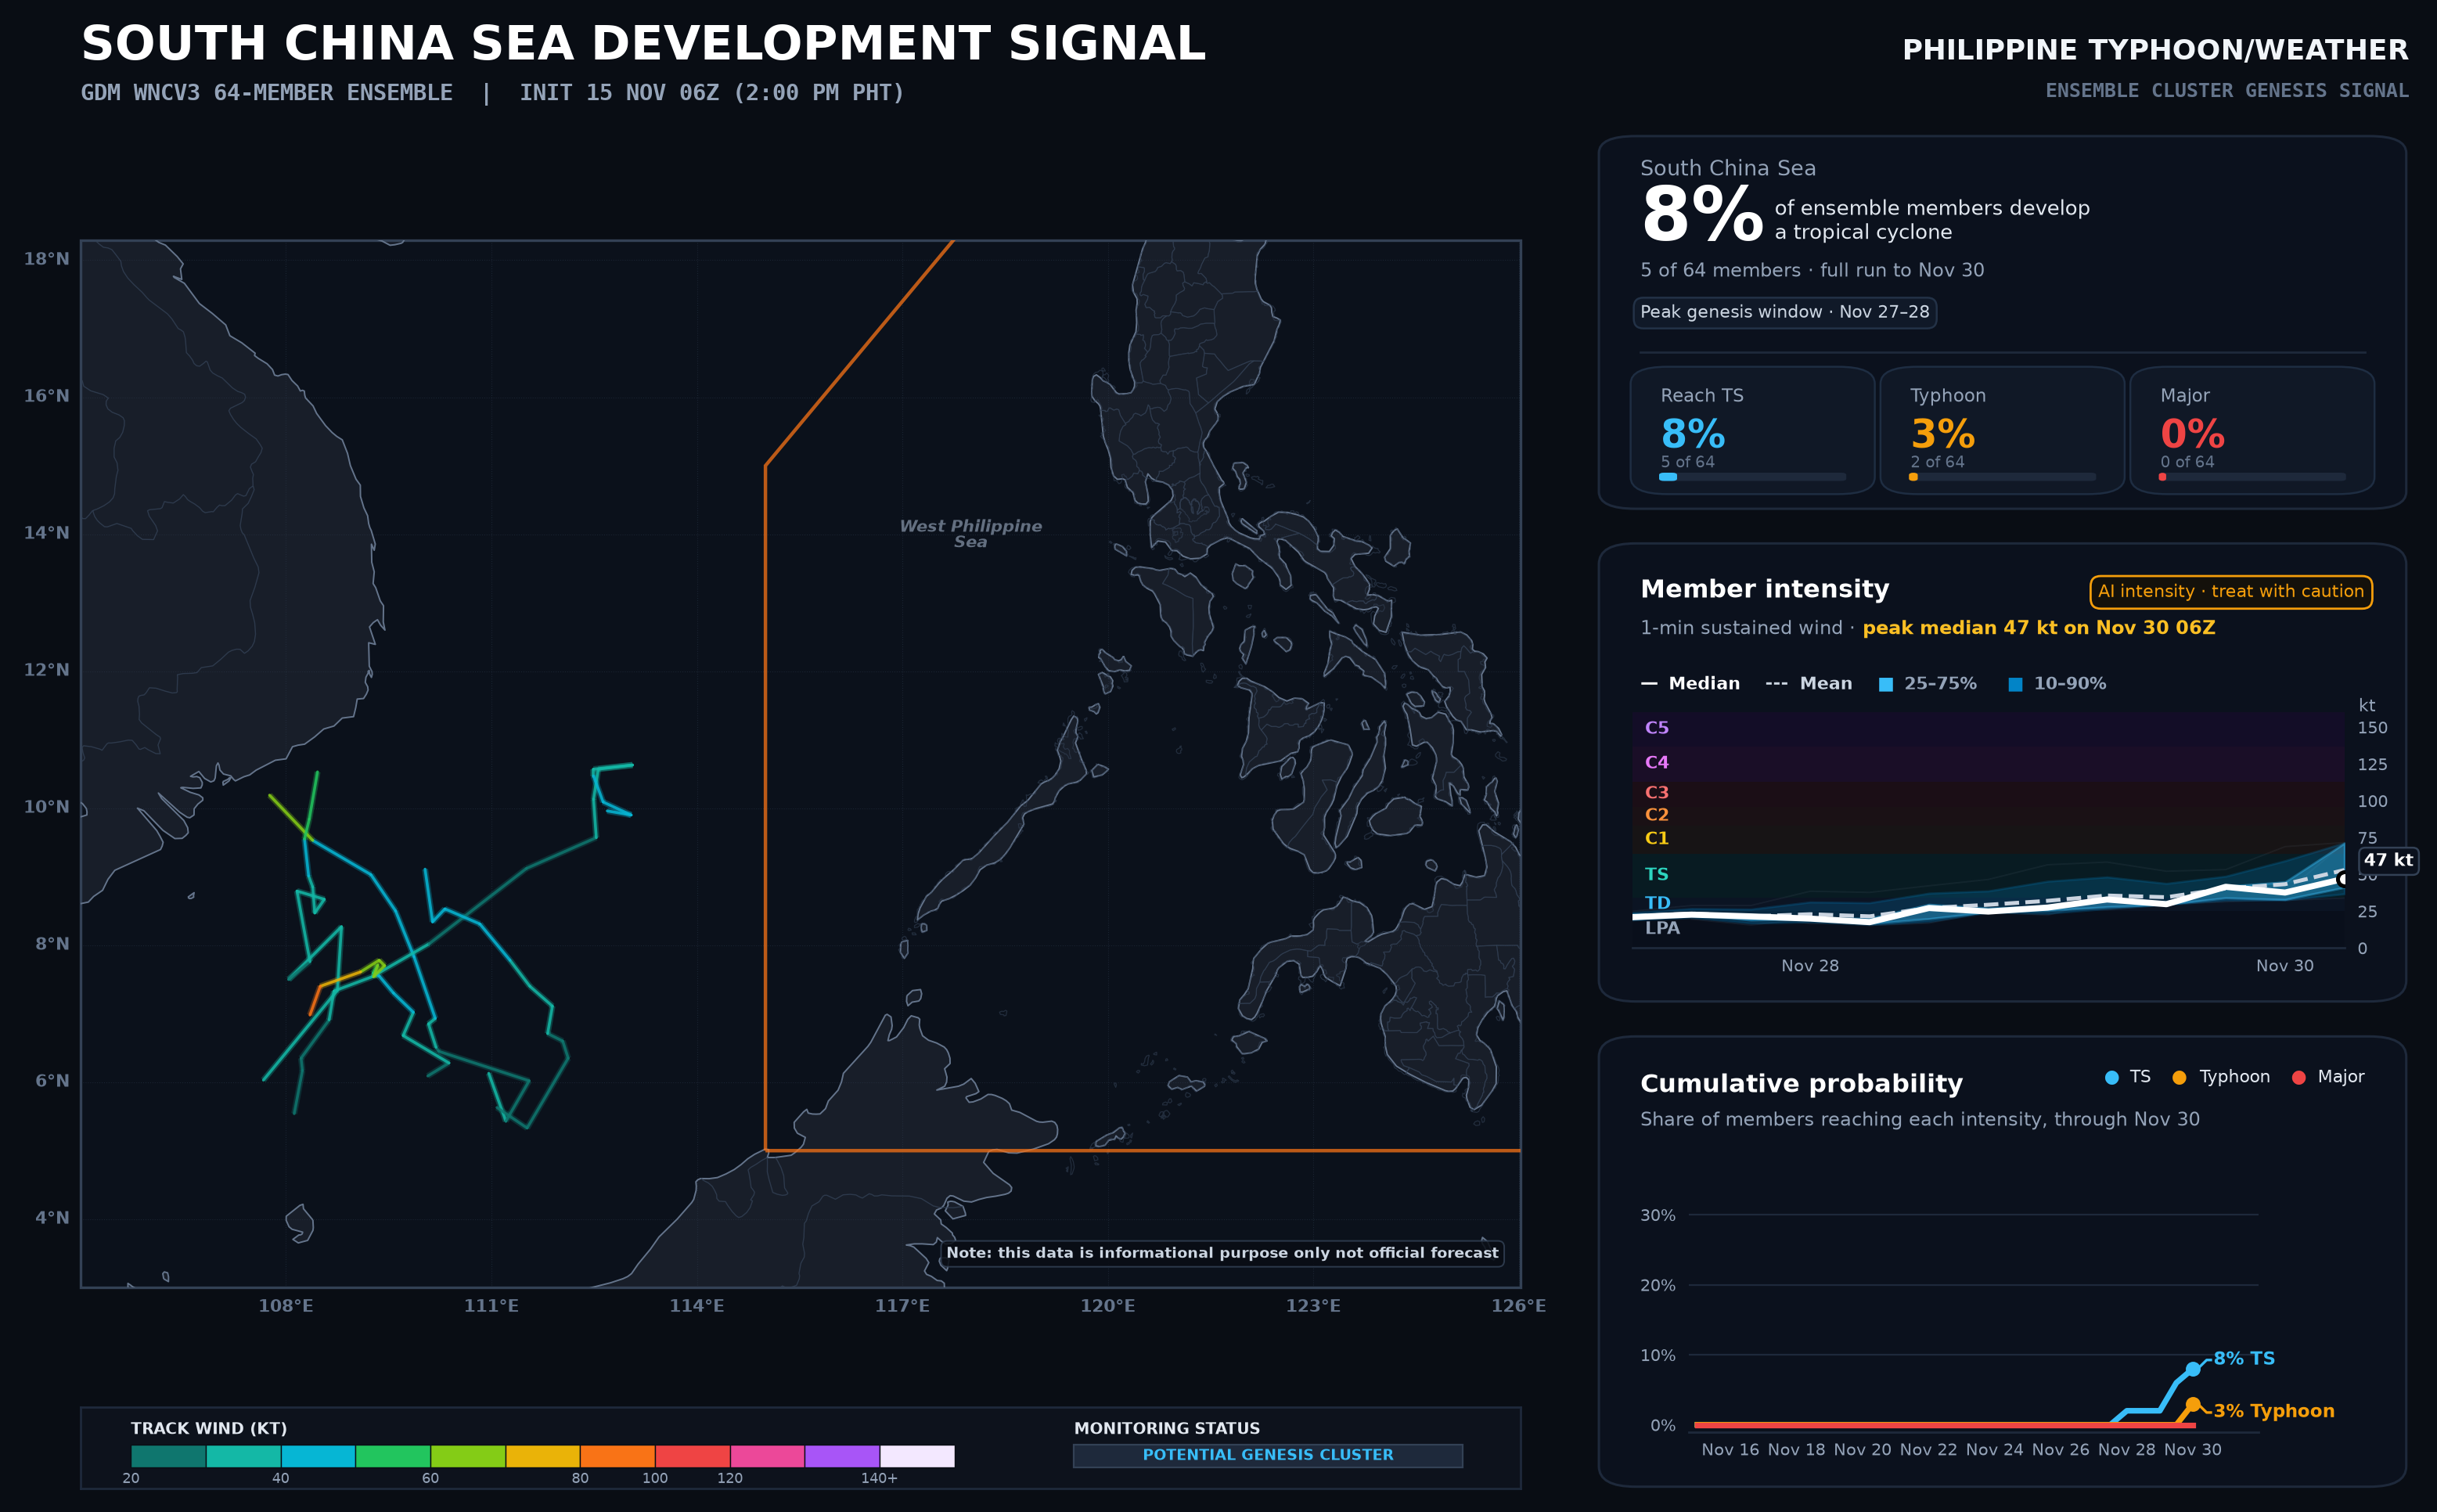 SOUTH CHINA SEA DEVELOPMENT SIGNAL
GDM WNCV3 64-MEMBER ENSEMBLE | INIT 15 NOV 06Z (2:00 PM PHT)
PHILIPPINE TYPHOON/WEATHER
ENSEMBLE CLUSTER GENESIS SIGNAL
18°N
16°N
14°N
12°N
10°N
8°N
6°N
4°N
West Philippine
Sea
Note: this data is informational purpose only not official forecast
108°E
111°E
114°E
117°E
120°E
123°E
126°E
TRACK WIND (KT)
20
40
60
80
100
120
140+
MONITORING STATUS
POTENTIAL GENESIS CLUSTER
South China Sea
8%
of ensemble members develop
a tropical cyclone
5 of 64 members · full run to Nov 30
Peak genesis window · Nov 27–28
Reach TS
8%
5 of 64
Typhoon
3%
2 of 64
Major
0%
0 of 64
Member intensity
AI intensity · treat with caution
1-min sustained wind · peak median 47 kt on Nov 30 06Z
Median
Mean
25–75%
10–90%
kt
C5
C4
C3
C2
C1
TS
TD
LPA
150
125
100
75
47 kt
25
0
Nov 28
Nov 30
Cumulative probability
TS
Typhoon
Major
Share of members reaching each intensity, through Nov 30
30%
20%
10%
0%
8% TS
3% Typhoon
Nov 16
Nov 18
Nov 20
Nov 22
Nov 24
Nov 26
Nov 28
Nov 30